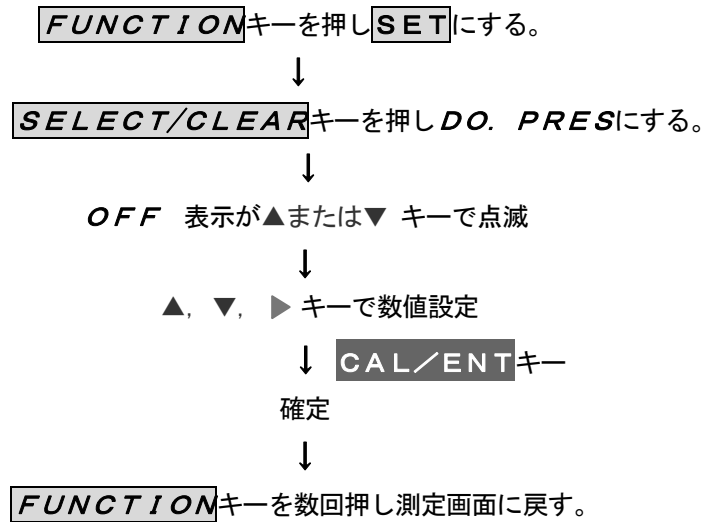 ＦＵＮＣＴＩＯＮキーを押しＳＥＴにする。
↓
ＳＥＬＥＣＴ/ＣＬＥＡＲキーを押しＤＯ. ＰＲＥＳにする。
↓
ＯＦＦ 表示が▲または▼ キーで点滅
↓
▲, ▼, ▶ キーで数値設定
↓ ＣＡＬ／ＥＮＴキー
確定
↓
ＦＵＮＣＴＩＯＮキーを数回押し測定画面に戻す。